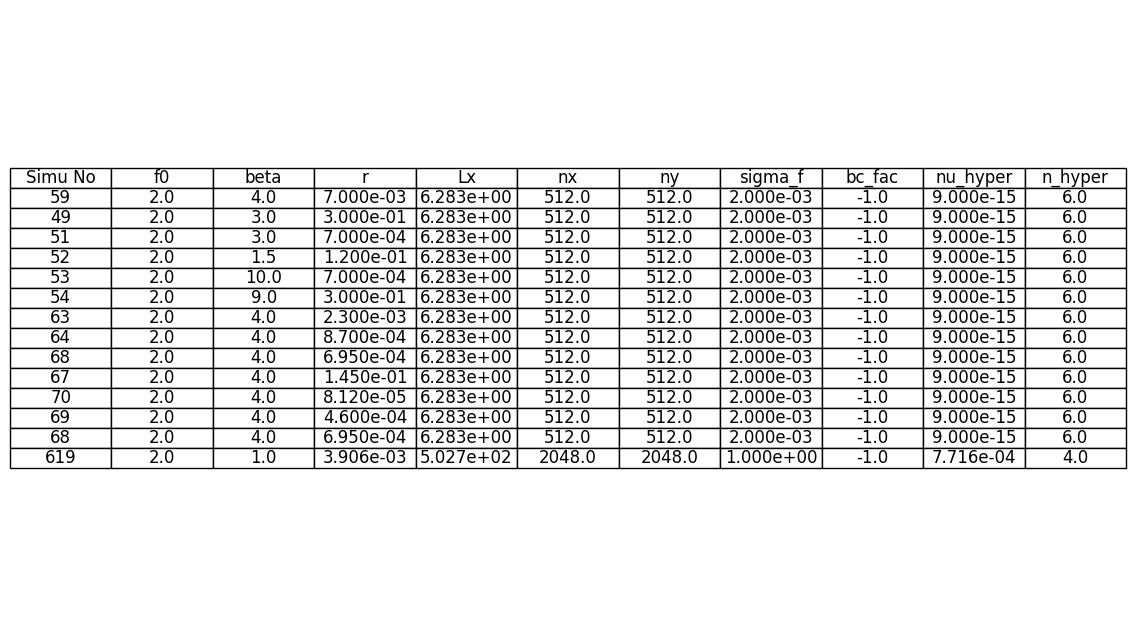 Simu No f0 beta r Lx nx ny sigma_f bc_fac nu_hyper n_hyper
59 2.0 4.0 7.000e-03 6.283e+00 512.0 512.0 2.000e-03 -1.0 9.000e-15 6.0
49 2.0 3.0 3.000e-01 6.283e+00 512.0 512.0 2.000e-03 -1.0 9.000e-15 6.0
51 2.0 3.0 7.000e-04 6.283e+00 512.0 512.0 2.000e-03 -1.0 9.000e-15 6.0
52 2.0 1.5 1.200e-01 6.283e+00 512.0 512.0 2.000e-03 -1.0 9.000e-15 6.0
53 2.0 10.0 7.000e-04 6.283e+00 512.0 512.0 2.000e-03 -1.0 9.000e-15 6.0
54 2.0 9.0 3.000e-01 6.283e+00 512.0 512.0 2.000e-03 -1.0 9.000e-15 6.0
63 2.0 4.0 2.300e-03 6.283e+00 512.0 512.0 2.000e-03 -1.0 9.000e-15 6.0
64 2.0 4.0 8.700e-04 6.283e+00 512.0 512.0 2.000e-03 -1.0 9.000e-15 6.0
68 2.0 4.0 6.950e-04 6.283e+00 512.0 512.0 2.000e-03 -1.0 9.000e-15 6.0
67 2.0 4.0 1.450e-01 6.283e+00 512.0 512.0 2.000e-03 -1.0 9.000e-15 6.0
70 2.0 4.0 8.120e-05 6.283e+00 512.0 512.0 2.000e-03 -1.0 9.000e-15 6.0
69 2.0 4.0 4.600e-04 6.283e+00 512.0 512.0 2.000e-03 -1.0 9.000e-15 6.0
68 2.0 4.0 6.950e-04 6.283e+00 512.0 512.0 2.000e-03 -1.0 9.000e-15 6.0
619 2.0 1.0 3.906e-03 5.027e+02 2048.0 2048.0 1.000e+00 -1.0 7.716e-04 4.0